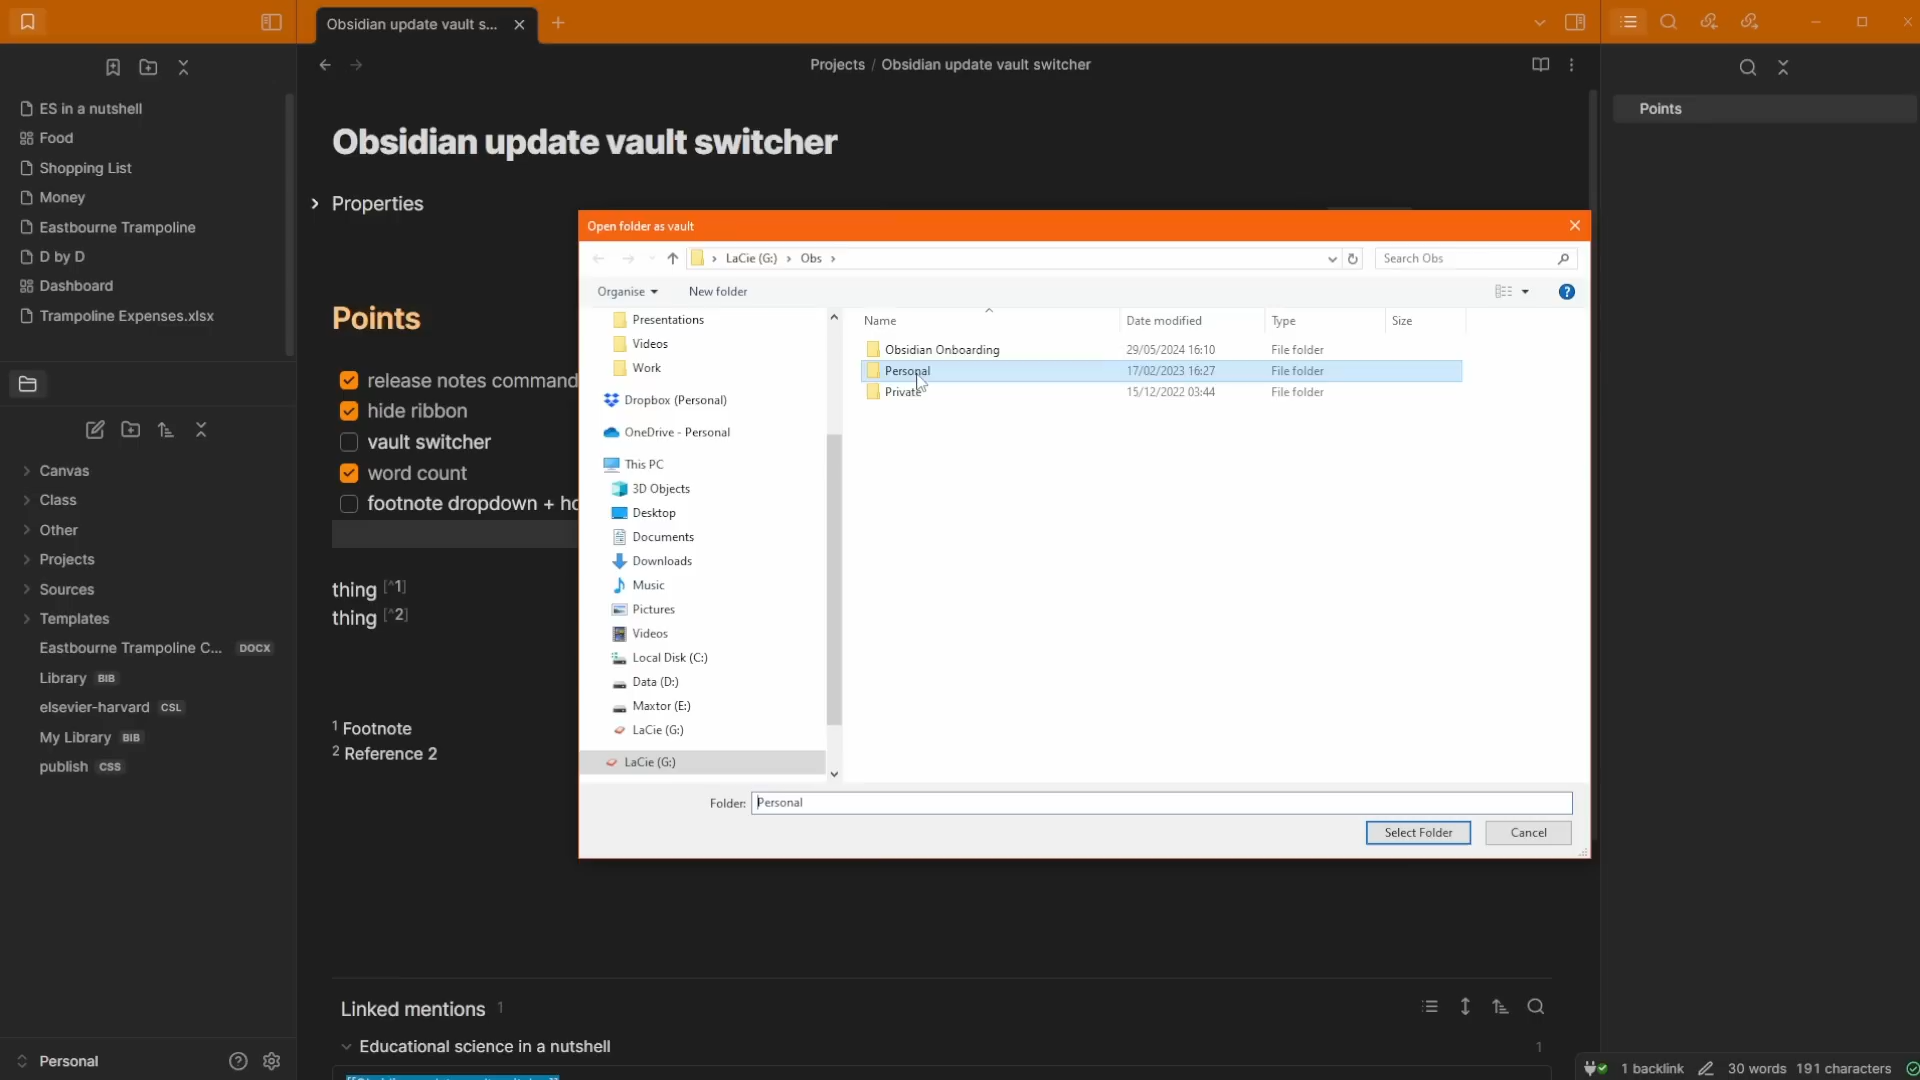 Obsidian update vault s...
Projects / Obsidian update vault switcher
ES in a nutshell
Food
Shopping List
Money
Eastbourne Trampoline
D by D
Dashboard
Trampoline Expenses.xlsx
Canvas
Class
Other
Projects
Sources
Templates
Eastbourne Trampoline C... DOCX
Library BIB
elsevier-harvard CSL
My Library BIB
publish CSS
Personal
Obsidian update vault switcher
Properties
Points
release notes command
hide ribbon
vault switcher
word count
footnote dropdown + ho
thing [^1]
thing [^2]
1 Footnote
2 Reference 2
Linked mentions 1
Educational science in a nutshell 1
Open folder as vault
LaCie (G:) › Obs ›
Search Obs
Organise New folder
Presentations
Videos
Work
Dropbox (Personal)
OneDrive - Personal
This PC
3D Objects
Desktop
Documents
Downloads
Music
Pictures
Videos
Local Disk (C:)
Data (D:)
Maxtor (E:)
LaCie (G:)
LaCie (G:)
Name Date modified Type Size
Obsidian Onboarding 29/05/2024 16:10 File folder
Personal 17/02/2023 16:27 File folder
Private 15/12/2022 03:44 File folder
Folder: Personal
Select Folder Cancel
Points
1 backlink 30 words 191 characters